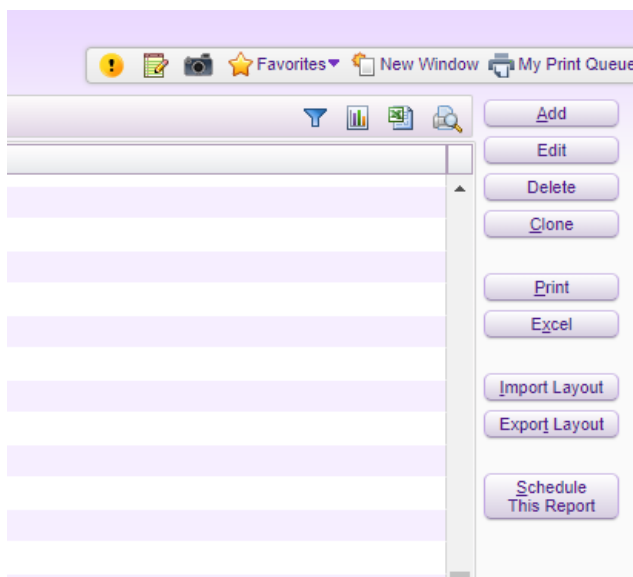 Favorites New Window My Print Queue
Add
Edit
Delete
Clone
Print
Excel
Import Layout
Export Layout
Schedule
This Report